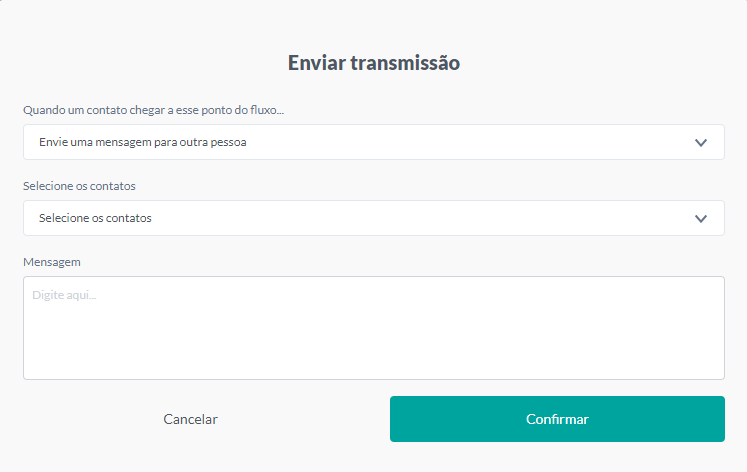 Enviar transmissão
Quando um contato chegar a esse ponto do fluxo...
Envie uma mensagem para outra pessoa
Selecione os contatos
Selecione os contatos
Mensagem
Digite aqui...
Cancelar
Confirmar